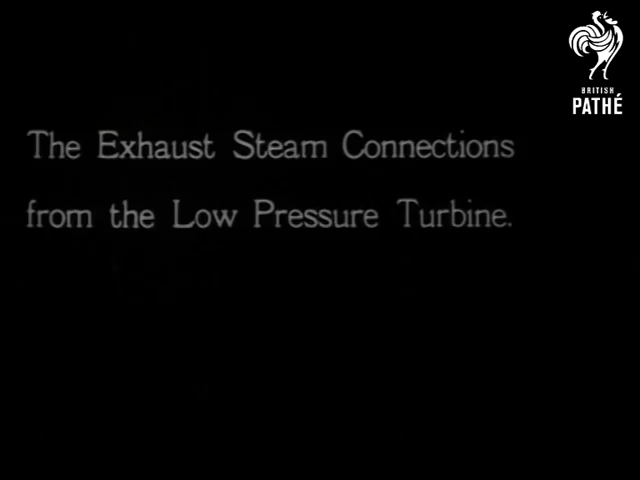 BRITISH
PATHÉ
The Exhaust Steam Connections
from the Low Pressure Turbine.